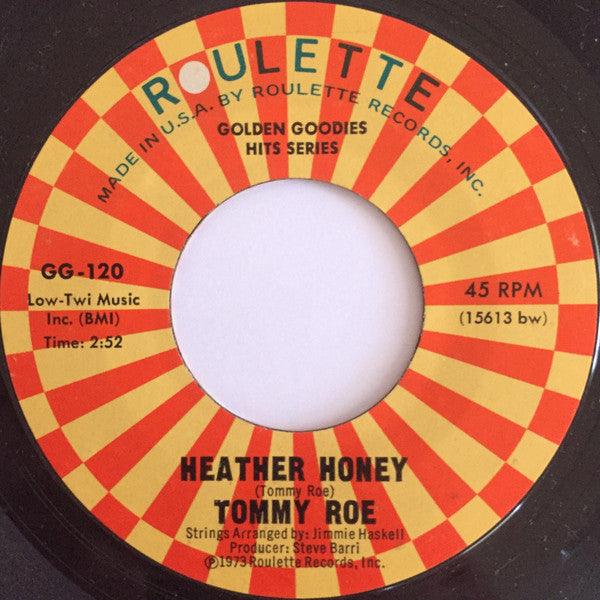 ROULETTE
MADE IN U.S.A. BY ROULETTE RECORDS, INC.
GOLDEN GOODIES
HITS SERIES
GG-120
Low-Twi Music
Inc. (BMI)
Time: 2:52
45 RPM
(15613 bw)
HEATHER HONEY
(Tommy Roe)
TOMMY ROE
Strings Arranged by: Jimmie Haskell
Producer: Steve Barri
Ⓟ1973 Roulette Records, Inc.